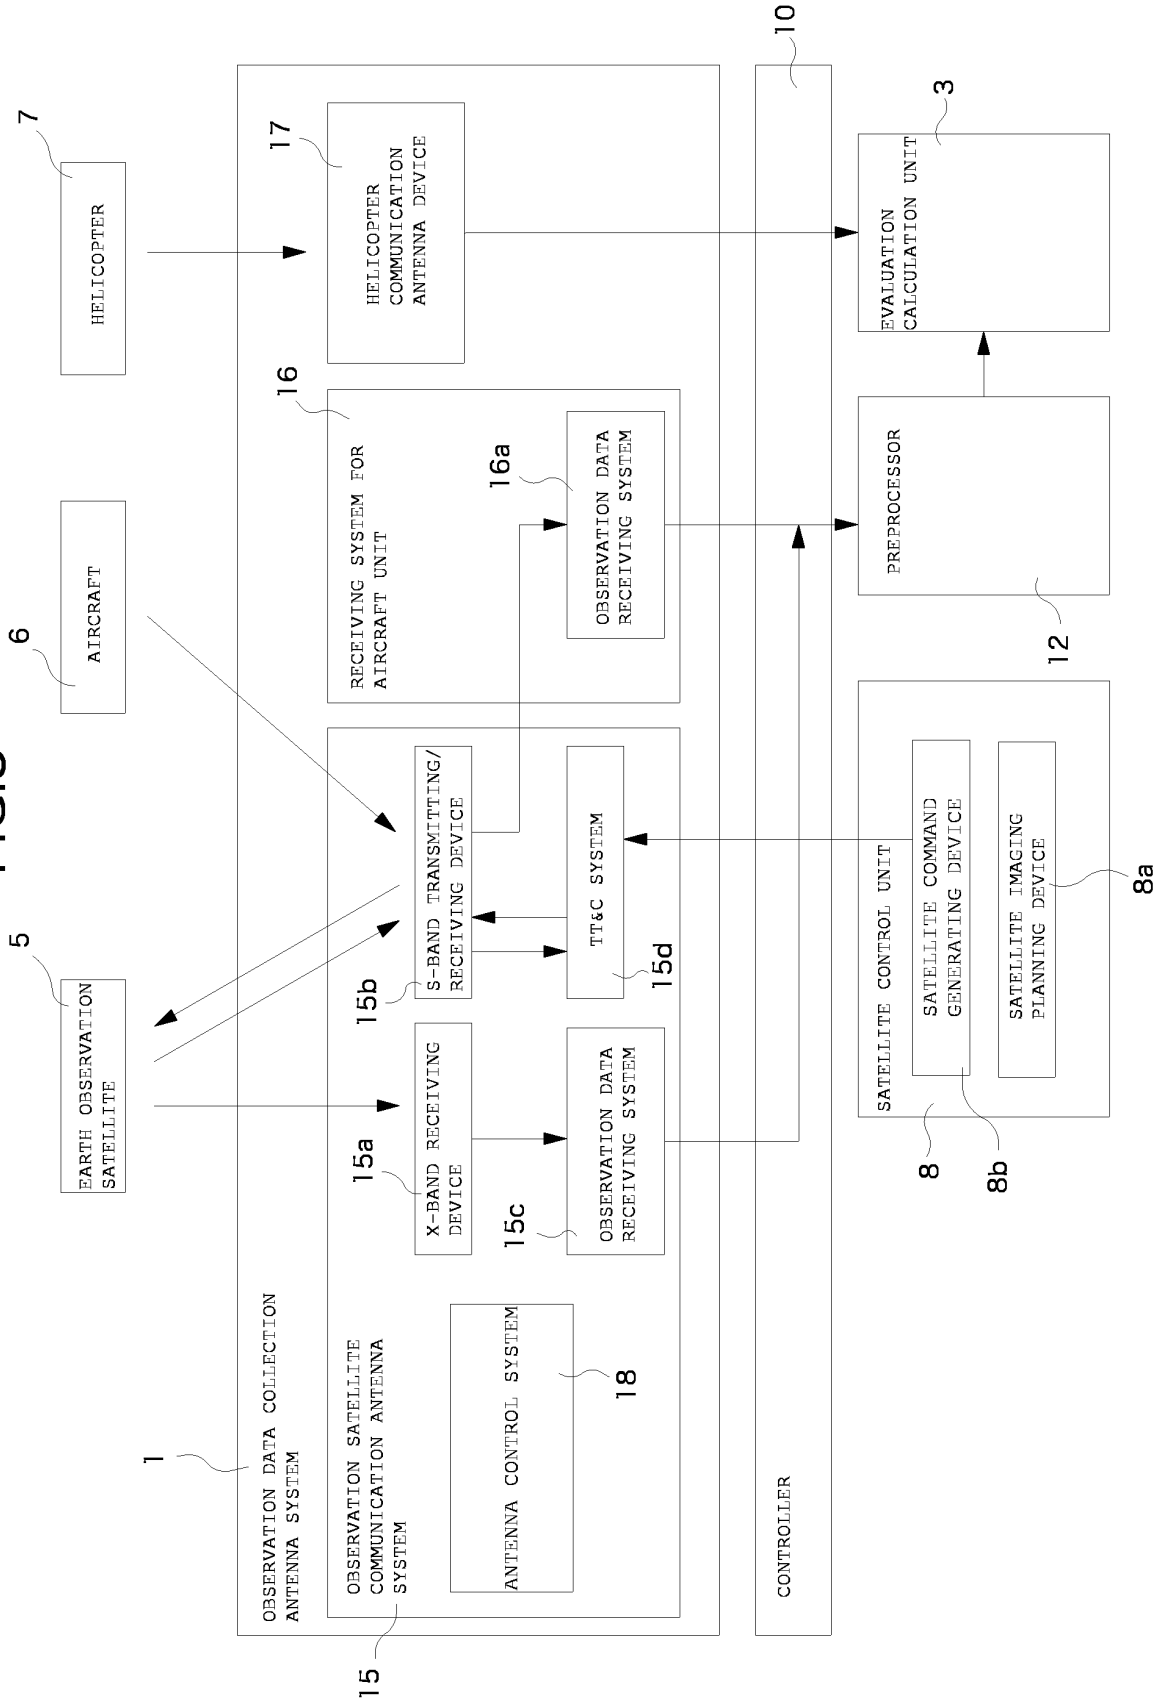 5
6
7
EARTH OBSERVATION
SATELLITE
AIRCRAFT
HELICOPTER
1
OBSERVATION DATA COLLECTION
ANTENNA SYSTEM
15
OBSERVATION SATELLITE
COMMUNICATION ANTENNA
SYSTEM
ANTENNA CONTROL SYSTEM
18
15a
X-BAND RECEIVING
DEVICE
15b
S-BAND TRANSMITTING/
RECEIVING DEVICE
15c
OBSERVATION DATA
RECEIVING SYSTEM
TT&C SYSTEM
15d
16
RECEIVING SYSTEM FOR
AIRCRAFT UNIT
16a
OBSERVATION DATA
RECEIVING SYSTEM
17
HELICOPTER
COMMUNICATION
ANTENNA DEVICE
CONTROLLER
10
SATELLITE CONTROL UNIT
8
SATELLITE COMMAND
GENERATING DEVICE
8b
SATELLITE IMAGING
PLANNING DEVICE
8a
PREPROCESSOR
12
EVALUATION
CALCULATION UNIT
3